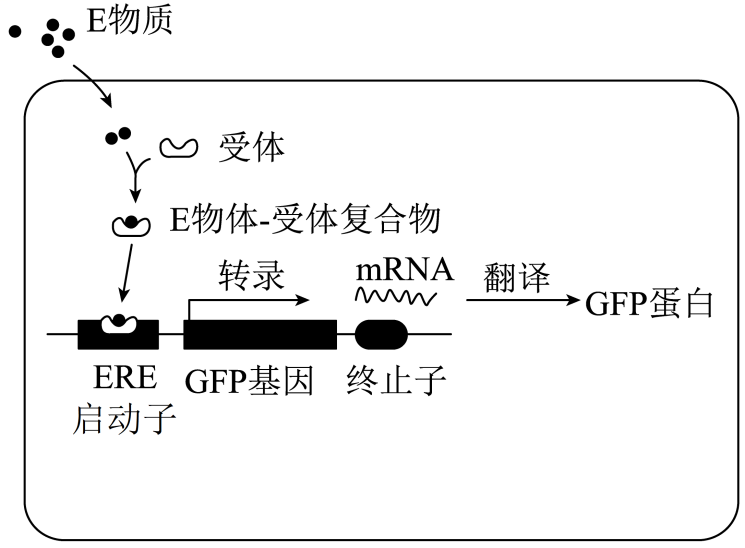 E物质
受体
E物体-受体复合物
转录
mRNA
翻译
GFP蛋白
ERE
启动子
GFP基因
终止子